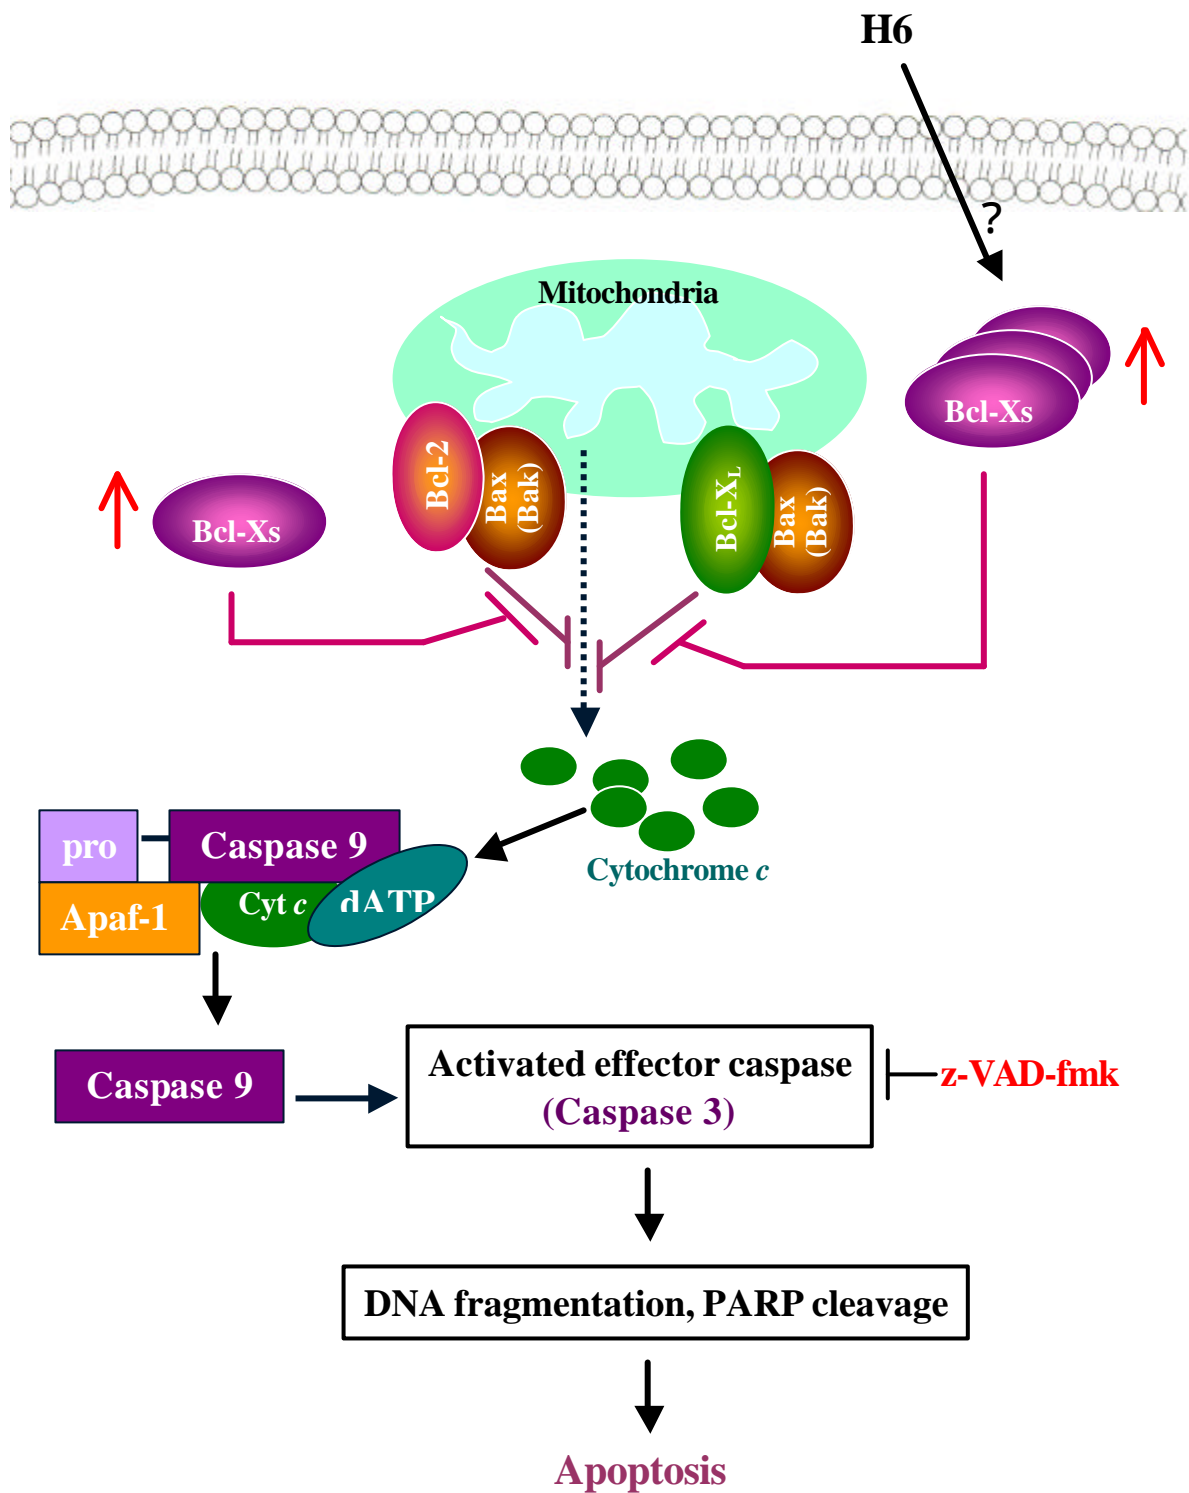 H6
?
Mitochondria
Bcl-Xs
Bcl-2
Bax
(Bak)
Bcl-XL
Bax
(Bak)
Bcl-Xs
Cytochrome c
pro
Caspase 9
Apaf-1
Cyt c
dATP
Caspase 9
Activated effector caspase
(Caspase 3)
z-VAD-fmk
DNA fragmentation, PARP cleavage
Apoptosis